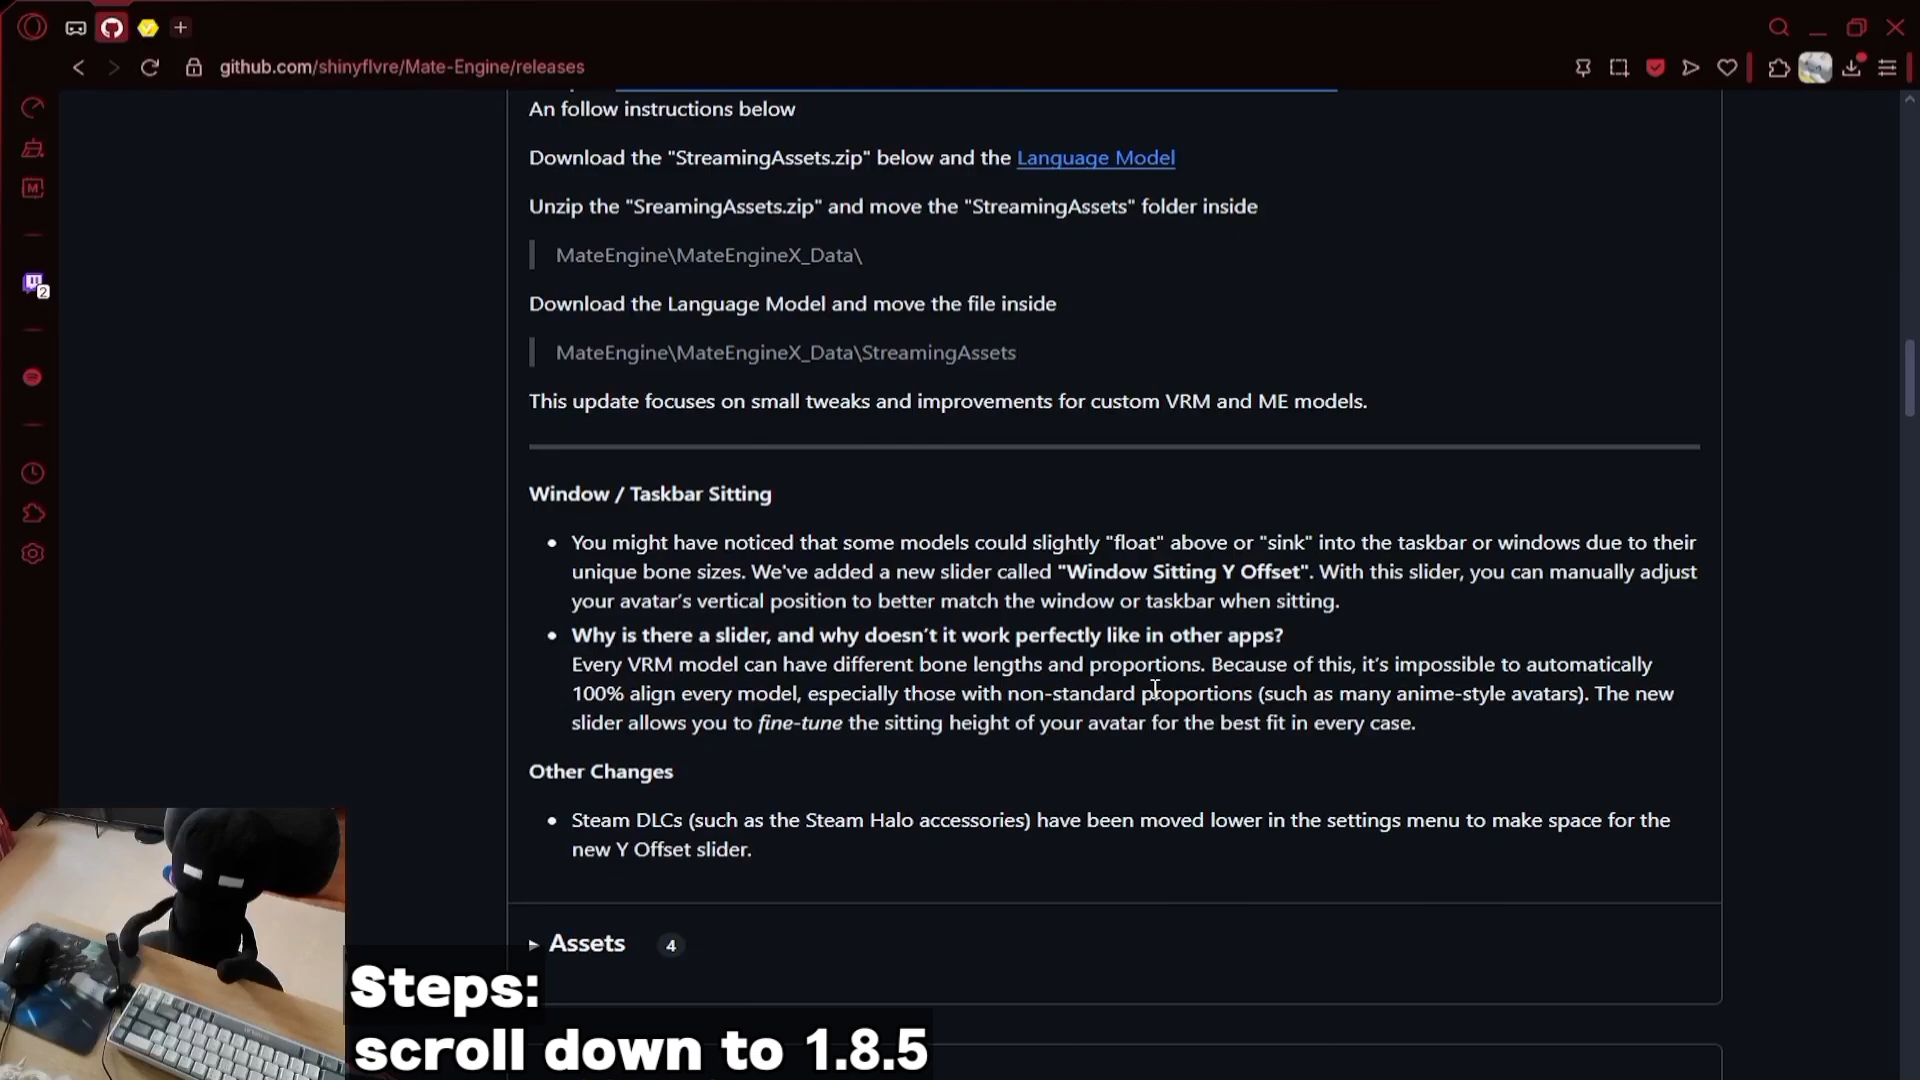 github.com/shinyflvre/Mate-Engine/releases
An follow instructions below
Download the "StreamingAssets.zip" below and the Language Model
Unzip the "SreamingAssets.zip" and move the "StreamingAssets" folder inside
MateEngine\MateEngineX_Data\
Download the Language Model and move the file inside
MateEngine\MateEngineX_Data\StreamingAssets
This update focuses on small tweaks and improvements for custom VRM and ME models.
Window / Taskbar Sitting
You might have noticed that some models could slightly "float" above or "sink" into the taskbar or windows due to their
unique bone sizes. We've added a new slider called "Window Sitting Y Offset". With this slider, you can manually adjust
your avatar's vertical position to better match the window or taskbar when sitting.
Why is there a slider, and why doesn't it work perfectly like in other apps?
Every VRM model can have different bone lengths and proportions. Because of this, it's impossible to automatically
100% align every model, especially those with non-standard proportions (such as many anime-style avatars). The new
slider allows you to fine-tune the sitting height of your avatar for the best fit in every case.
Other Changes
Steam DLCs (such as the Steam Halo accessories) have been moved lower in the settings menu to make space for the
new Y Offset slider.
Assets 4
Steps:
scroll down to 1.8.5
2